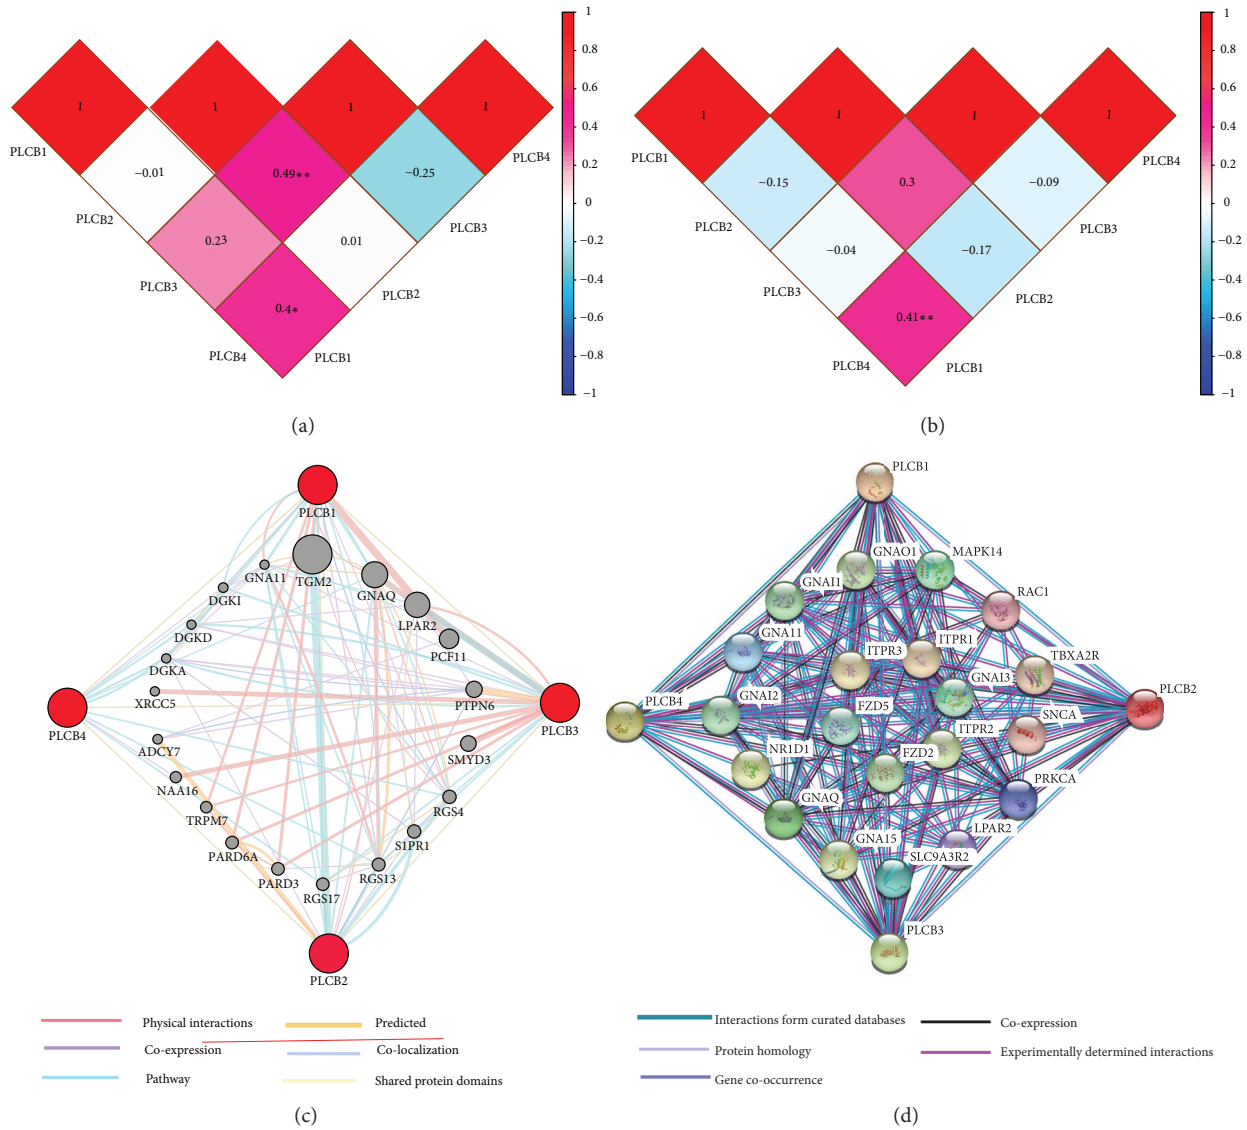 1
0.8
0.6
0.4
0.2
0
−0.2
−0.4
−0.6
−0.8
−1
1
1
1
1
PLCB1
PLCB2
PLCB3
PLCB4
PLCB4
PLCB3
PLCB2
PLCB1
−0.01
0.49**
−0.25
0.23
0.01
0.4*
(a)
1
0.8
0.6
0.4
0.2
0
−0.2
−0.4
−0.6
−0.8
−1
1
1
1
1
PLCB1
PLCB2
PLCB3
PLCB4
PLCB4
PLCB3
PLCB2
PLCB1
−0.15
0.3
−0.09
−0.04
−0.17
0.41**
(b)
PLCB1
TGM2
GNA11
GNAQ
DGKI
LPAR2
DGKD
PCF11
DGKA
PTPN6
XRCC5
PLCB4
PLCB3
ADCY7
SMYD3
NAA16
RGS4
TRPM7
S1PR1
PARD6A
RGS13
PARD3
RGS17
PLCB2
Physical interactions
Predicted
Co-expression
Co-localization
Pathway
Shared protein domains
(c)
PLCB1
GNAO1
MAPK14
GNAI1
RAC1
GNA11
ITPR3
ITPR1
TBXA2R
GNAI3
PLCB4
GNAI2
FZD5
SNCA
PLCB2
ITPR2
NR1D1
FZD2
PRKCA
GNAQ
LPAR2
GNA15
SLC9A3R2
PLCB3
Interactions form curated databases
Co-expression
Protein homology
Experimentally determined interactions
Gene co-occurrence
(d)